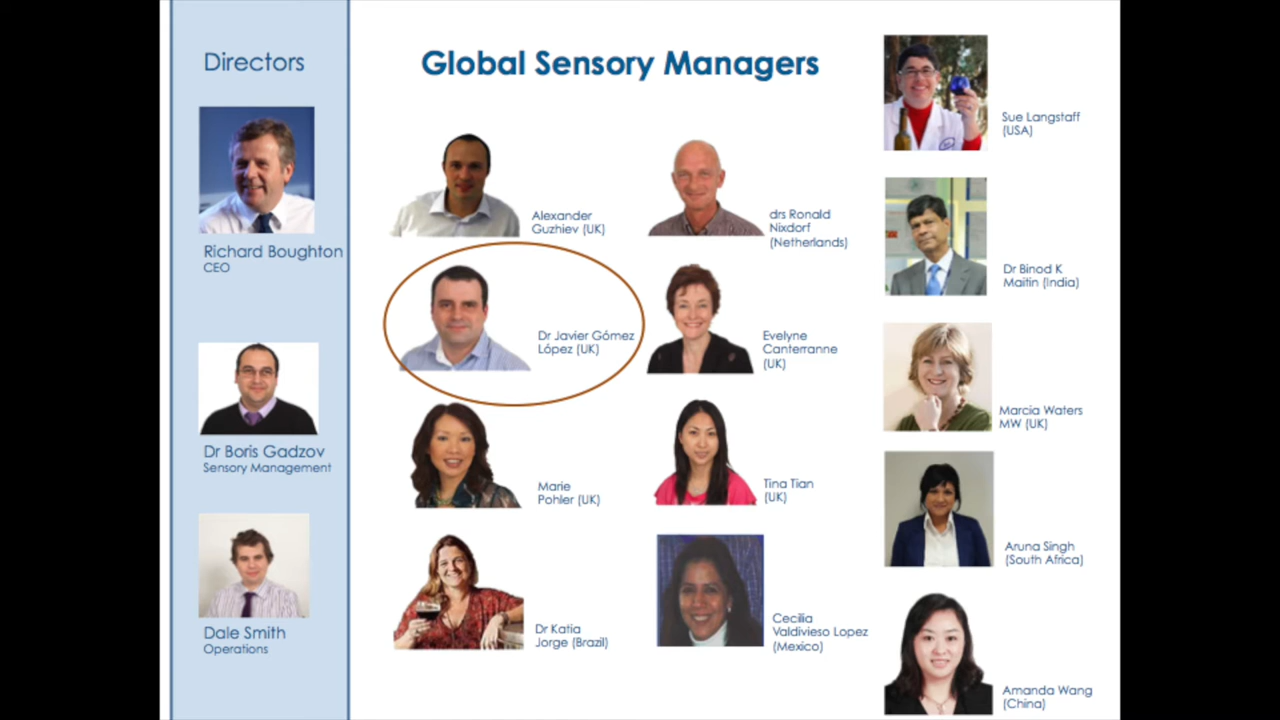 Directors
Richard Boughton
CEO
Dr Boris Gadzov
Sensory Management
Dale Smith
Operations
Global Sensory Managers
Alexander
Guzhiev (UK)
drs Ronald
Nixdorf
(Netherlands)
Dr Javier Gómez
López (UK)
Evelyne
Canterranne
(UK)
Marie
Pohler (UK)
Tina Tian
(UK)
Dr Katia
Jorge (Brazil)
Cecilia
Valdivieso Lopez
(Mexico)
Sue Langstaff
(USA)
Dr Binod K
Maitin (India)
Marcia Waters
MW (UK)
Aruna Singh
(South Africa)
Amanda Wang
(China)